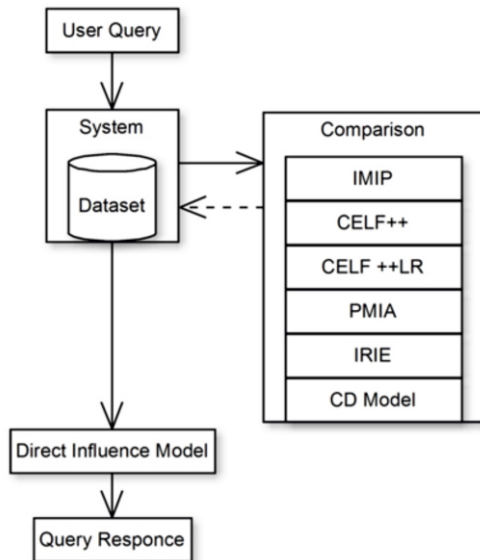 User Query
System
Dataset
Comparison
IMIP
CELF++
CELF ++LR
PMIA
IRIE
CD Model
Direct Influence Model
Query Responce